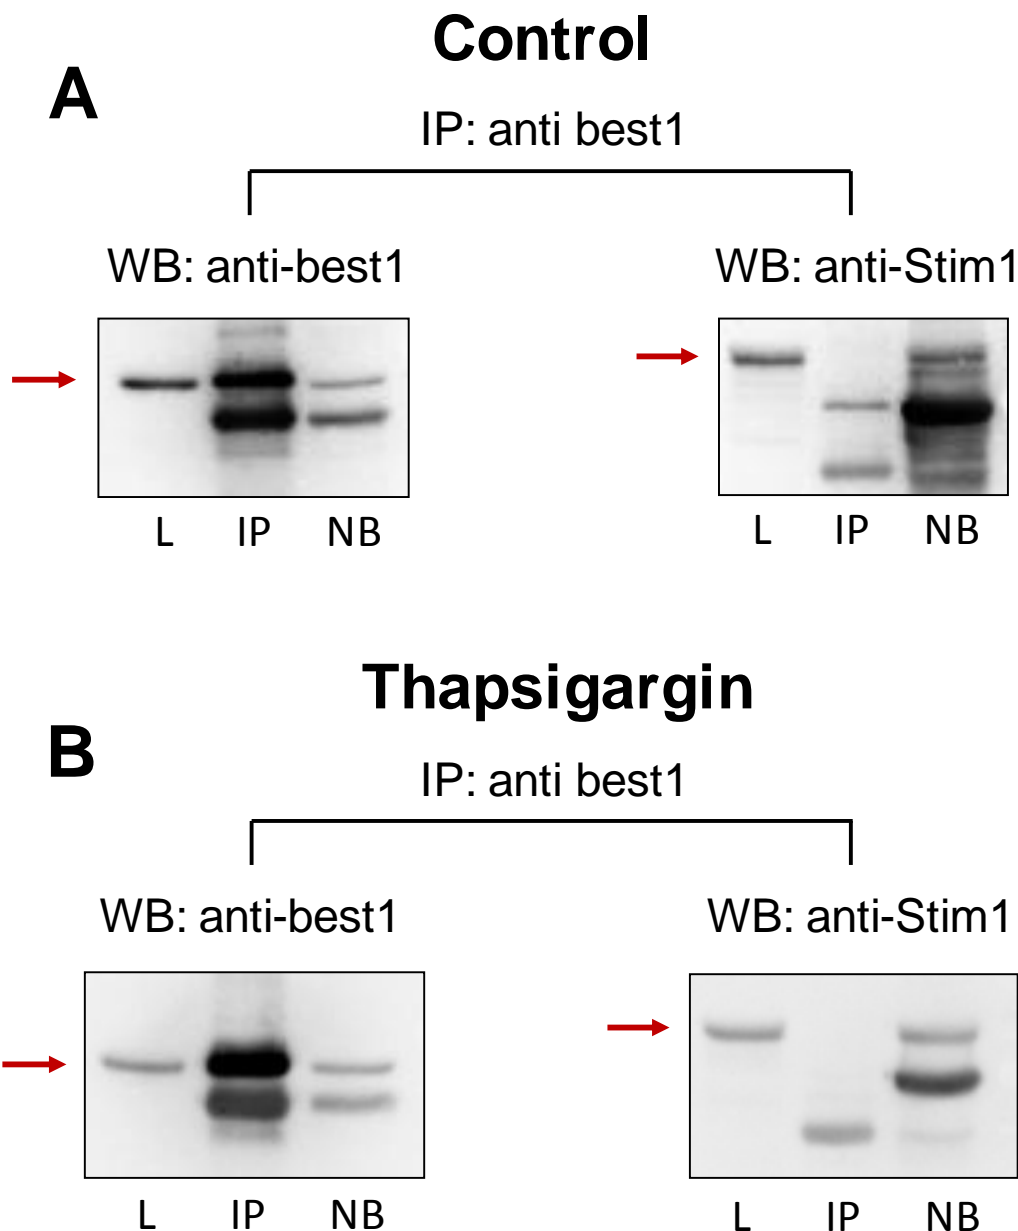 Control
A
IP: anti best1
WB: anti-best1
WB: anti-Stim1
L IP NB
L IP NB
Thapsigargin
B
IP: anti best1
WB: anti-best1
WB: anti-Stim1
L IP NB
L IP NB